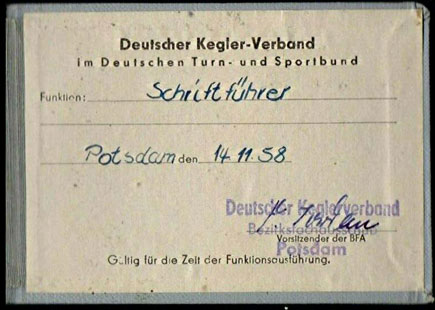 Deutscher Kegler-Verband
im Deutschen Turn- und Sportbund
Funktion: Schriftführer
Potsdam den 14.11.58
Deutscher Keglerverband
Bezirksfachausschuß
Vorsitzender der BFA
Potsdam
Gültig für die Zeit der Funktionsausführung.